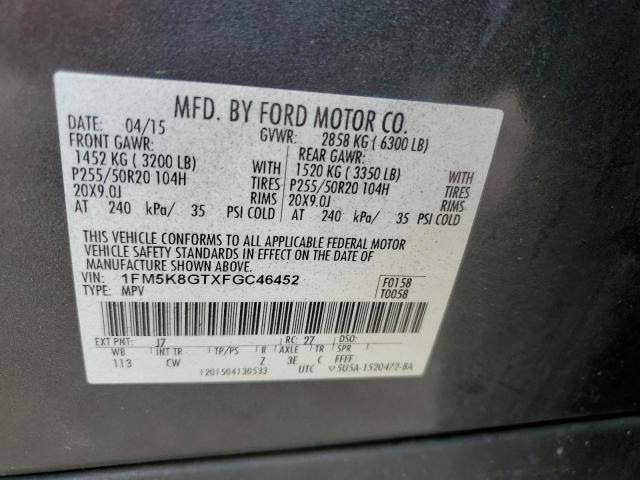 MFD. BY FORD MOTOR CO.
DATE: 04/15 GVWR: 2858 KG ( 6300 LB)
FRONT GAWR: REAR GAWR:
1452 KG ( 3200 LB) WITH 1520 KG ( 3350 LB) WITH
P255/50R20 104H TIRES P255/50R20 104H TIRES
20X9.0J RIMS 20X9.0J RIMS
AT 240 kPa/ 35 PSI COLD AT 240 kPa/ 35 PSI COLD
THIS VEHICLE CONFORMS TO ALL APPLICABLE FEDERAL MOTOR
VEHICLE SAFETY STANDARDS IN EFFECT ON THE DATE OF
MANUFACTURE SHOWN ABOVE.
VIN: 1FM5K8GTXFGC46452 F0158
TYPE: MPV T0058
EXT PNT: J7 RC: 27 DSO:
WB INT TR TP/PS R AXLE TR SPR
113 CW Z 3E C FFFF
1201504130533 UTC ▽5U5A-1520472-BA